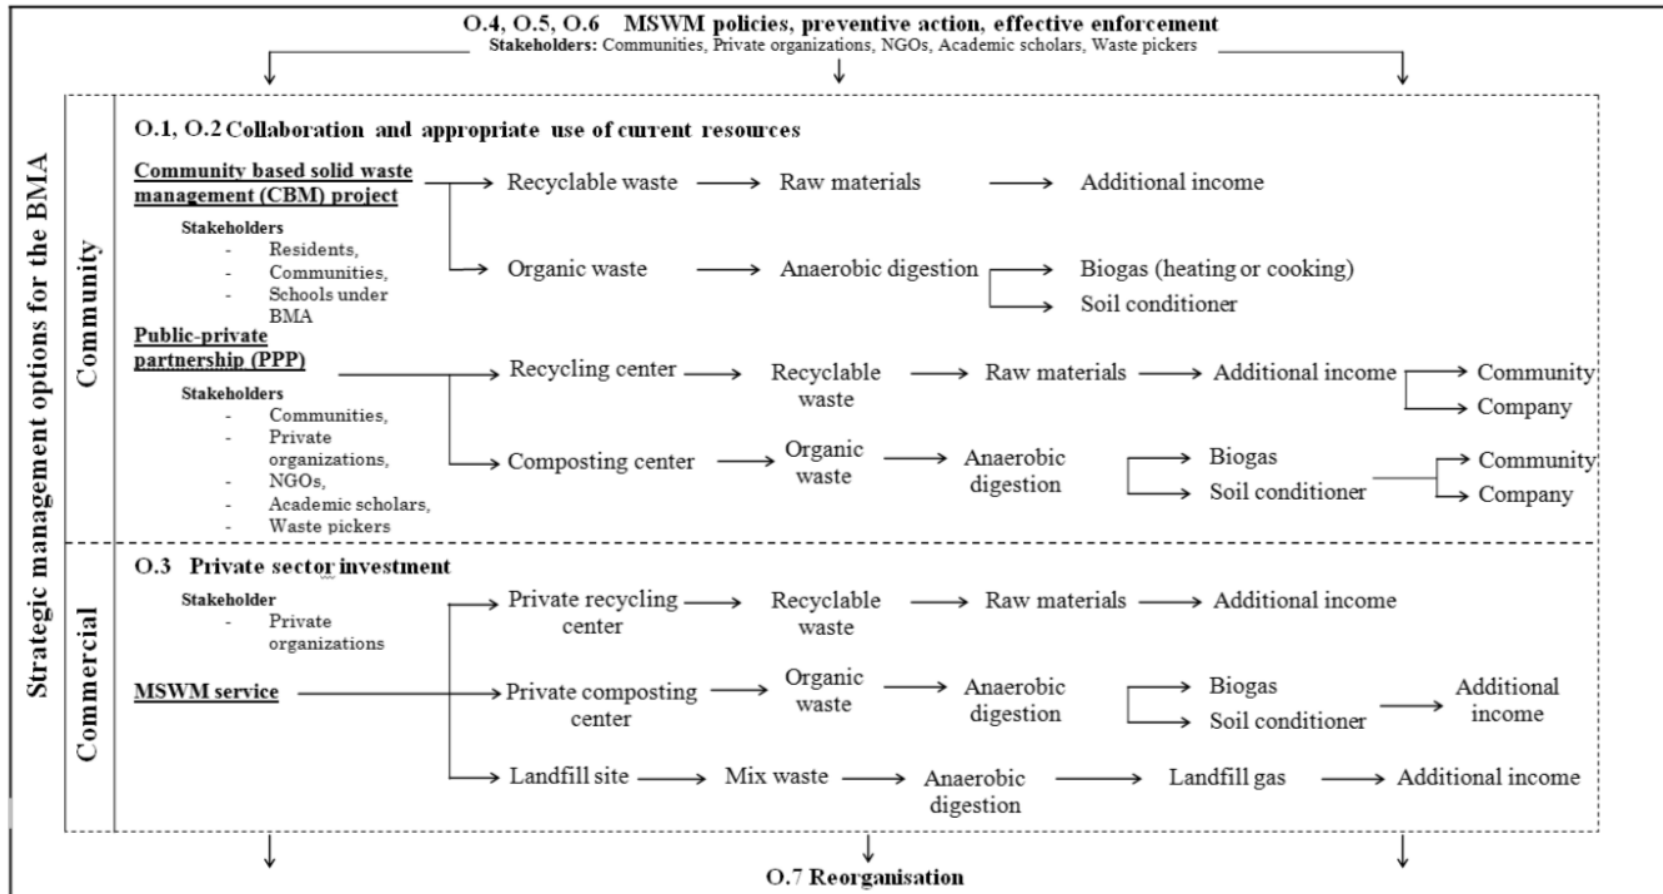 O.4, O.5, O.6 MSWM policies, preventive action, effective enforcement
Stakeholders: Communities, Private organizations, NGOs, Academic scholars, Waste pickers
Strategic management options for the BMA
Community
O.1, O.2 Collaboration and appropriate use of current resources
Community based solid waste
management (CBM) project
Recyclable waste
Raw materials
Additional income
Stakeholders
- Residents,
- Communities,
- Schools under
BMA
Organic waste
Anaerobic digestion
Biogas (heating or cooking)
Soil conditioner
Public-private
partnership (PPP)
Recycling center
Recyclable
waste
Raw materials
Additional income
Community
Company
Stakeholders
- Communities,
- Private
organizations,
- NGOs,
- Academic scholars,
- Waste pickers
Composting center
Organic
waste
Anaerobic
digestion
Biogas
Soil conditioner
Community
Company
Commercial
O.3 Private sector investment
Stakeholder
- Private
organizations
Private recycling
center
Recyclable
waste
Raw materials
Additional income
MSWM service
Private composting
center
Organic
waste
Anaerobic
digestion
Biogas
Soil conditioner
Additional
income
Landfill site
Mix waste
Anaerobic
digestion
Landfill gas
Additional income
O.7 Reorganisation